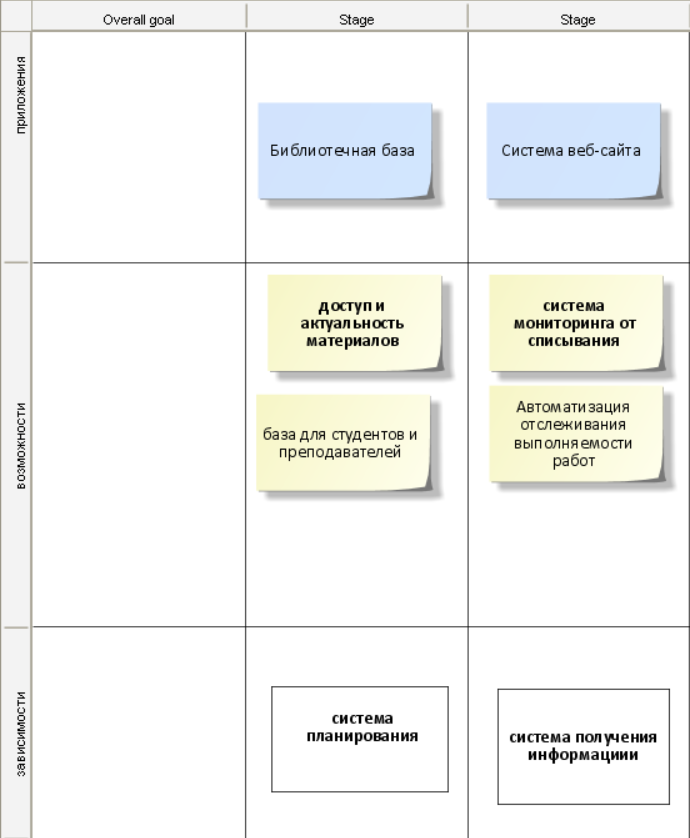 Overall goal
Stage
Stage
приложения
Библиотечная база
Система веб-сайта
возможности
доступ и
актуальность
материалов
система
мониторинга от
списывания
база для студентов и
преподавателей
Автоматизация
отслеживания
выполняемости
работ
зависимости
система
планирования
система получения
информациии